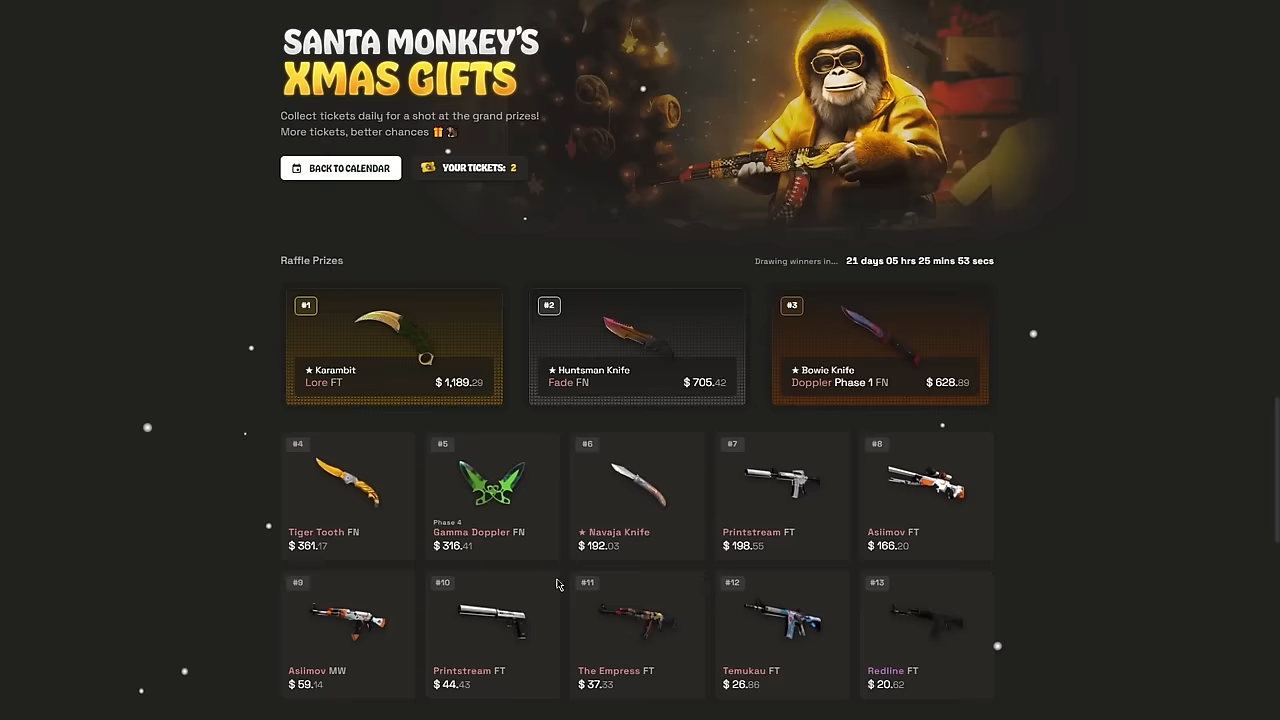 SANTA MONKEY'S
XMAS GIFTS
Collect tickets daily for a shot at the grand prizes!
More tickets, better chances
BACK TO CALENDAR
YOUR TICKETS: 2
Raffle Prizes
Drawing winners in... 21 days 05 hrs 25 mins 53 secs
#1
★ Karambit
Lore FT
$ 1,189.29
#2
★ Huntsman Knife
Fade FN
$ 705.42
#3
★ Bowie Knife
Doppler Phase 1 FN
$ 628.89
#4
Tiger Tooth FN
$ 361.17
#5
Phase 4
Gamma Doppler FN
$ 316.41
#6
★ Navaja Knife
$ 192.03
#7
Printstream FT
$ 198.55
#8
Asiimov FT
$ 166.20
#9
Asiimov MW
$ 59.14
#10
Printstream FT
$ 44.43
#11
The Empress FT
$ 37.33
#12
Temukau FT
$ 26.86
#13
Redline FT
$ 20.62